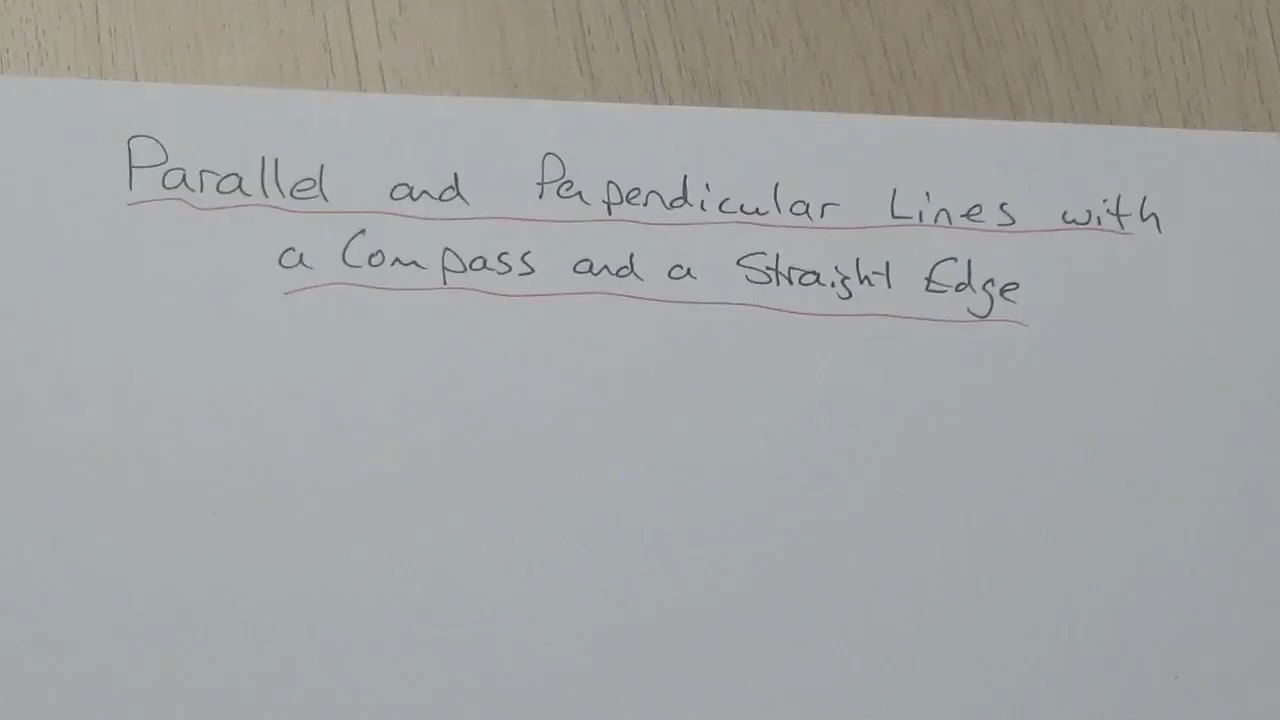 Parallel and Perpendicular Lines with
a Compass and a Straight Edge